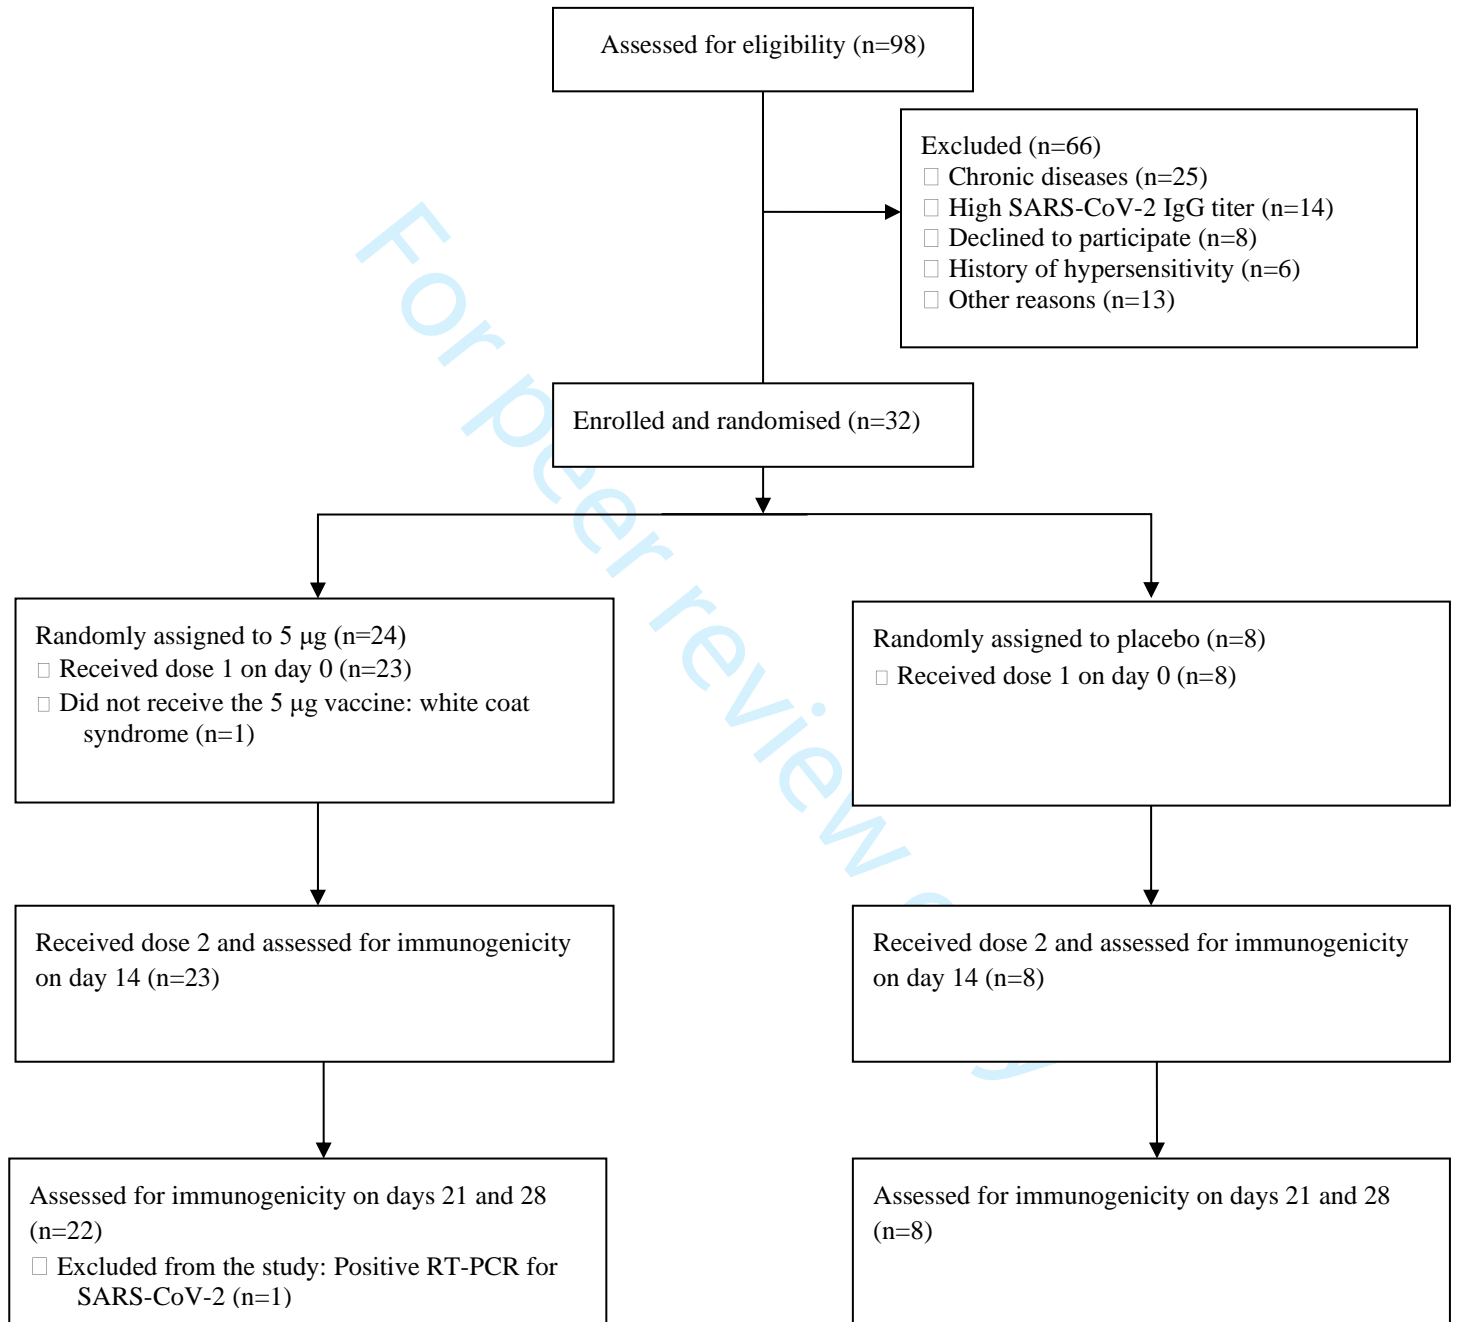 Assessed for eligibility (n=98)
Excluded (n=66)
Chronic diseases (n=25)
High SARS-CoV-2 IgG titer (n=14)
Declined to participate (n=8)
History of hypersensitivity (n=6)
Other reasons (n=13)
Enrolled and randomised (n=32)
Randomly assigned to 5 µg (n=24)
Received dose 1 on day 0 (n=23)
Did not receive the 5 µg vaccine: white coat
syndrome (n=1)
Randomly assigned to placebo (n=8)
Received dose 1 on day 0 (n=8)
Received dose 2 and assessed for immunogenicity
on day 14 (n=23)
Received dose 2 and assessed for immunogenicity
on day 14 (n=8)
Assessed for immunogenicity on days 21 and 28
(n=22)
Excluded from the study: Positive RT-PCR for
SARS-CoV-2 (n=1)
Assessed for immunogenicity on days 21 and 28
(n=8)
For peer review